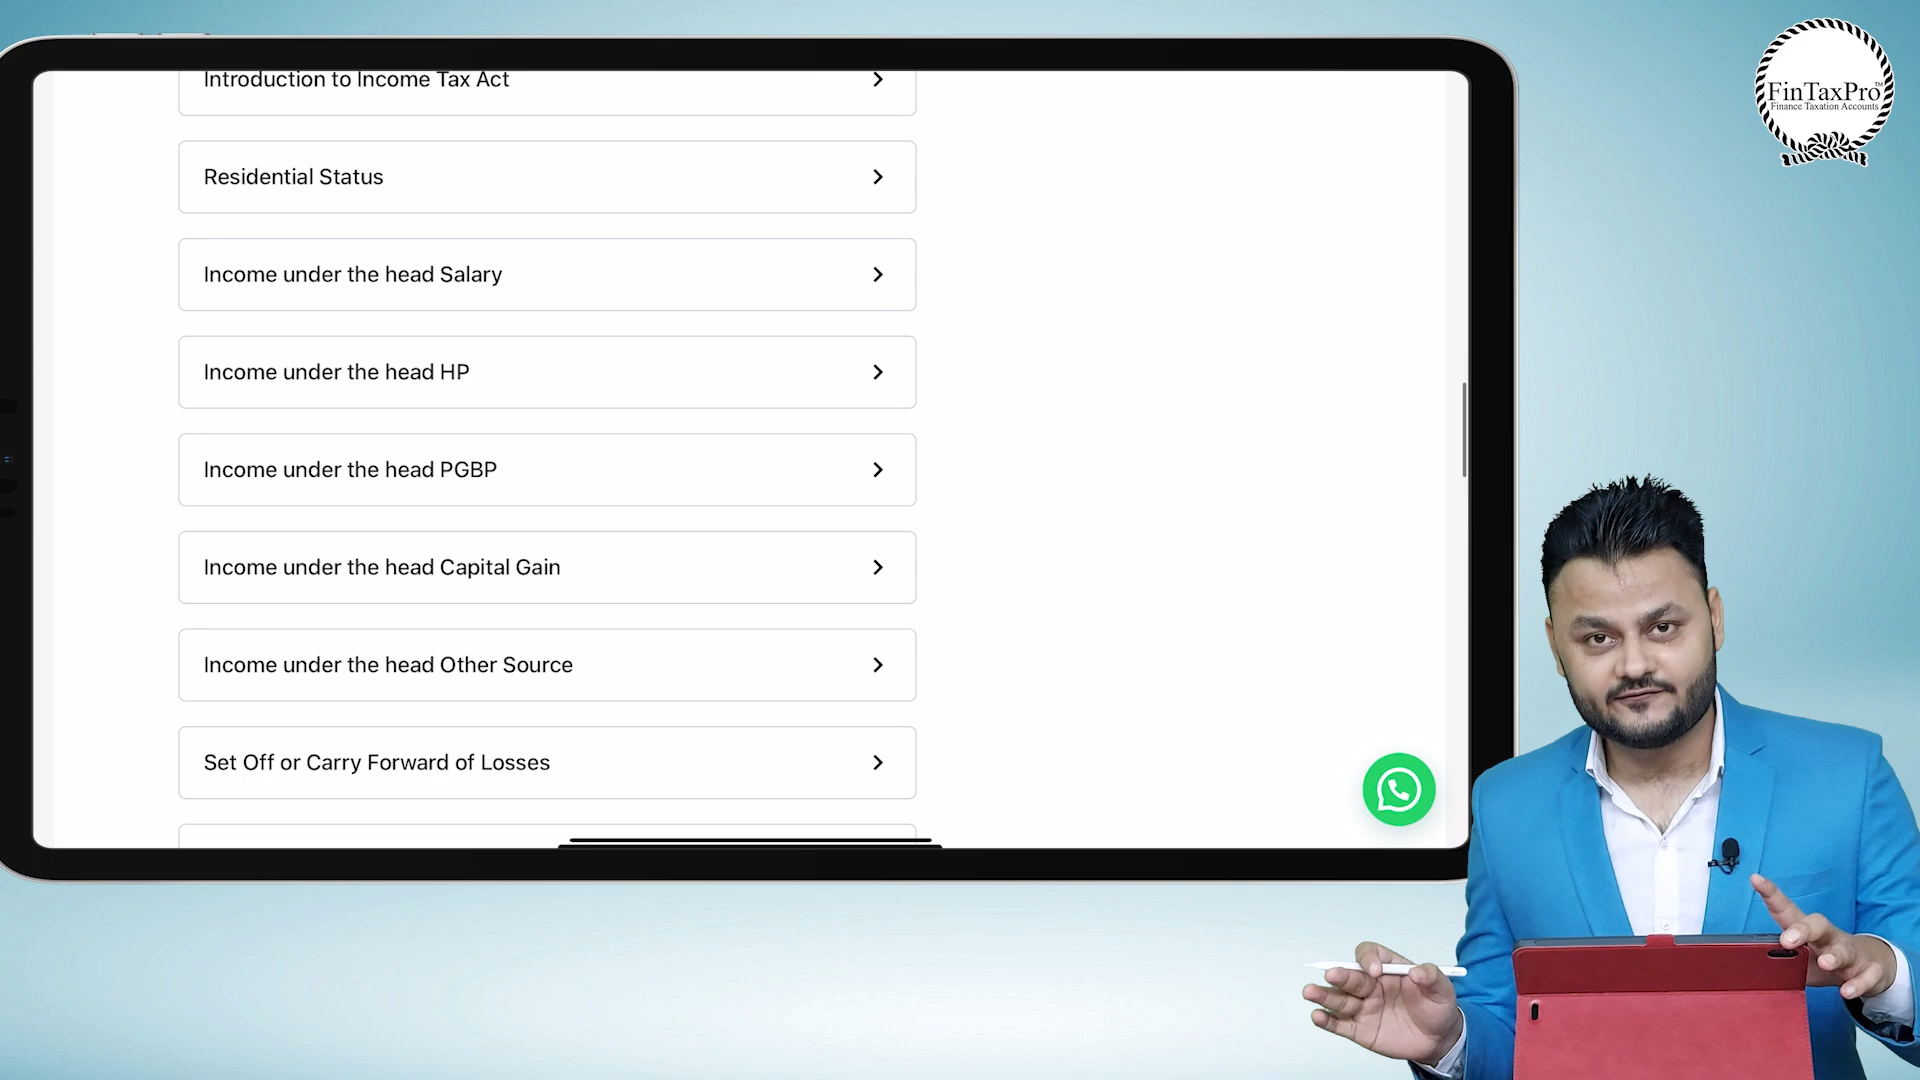 Introduction to Income Tax Act
Residential Status
Income under the head Salary
Income under the head HP
Income under the head PGBP
Income under the head Capital Gain
Income under the head Other Source
Set Off or Carry Forward of Losses
FinTaxPro™
Finance Taxation Accounts